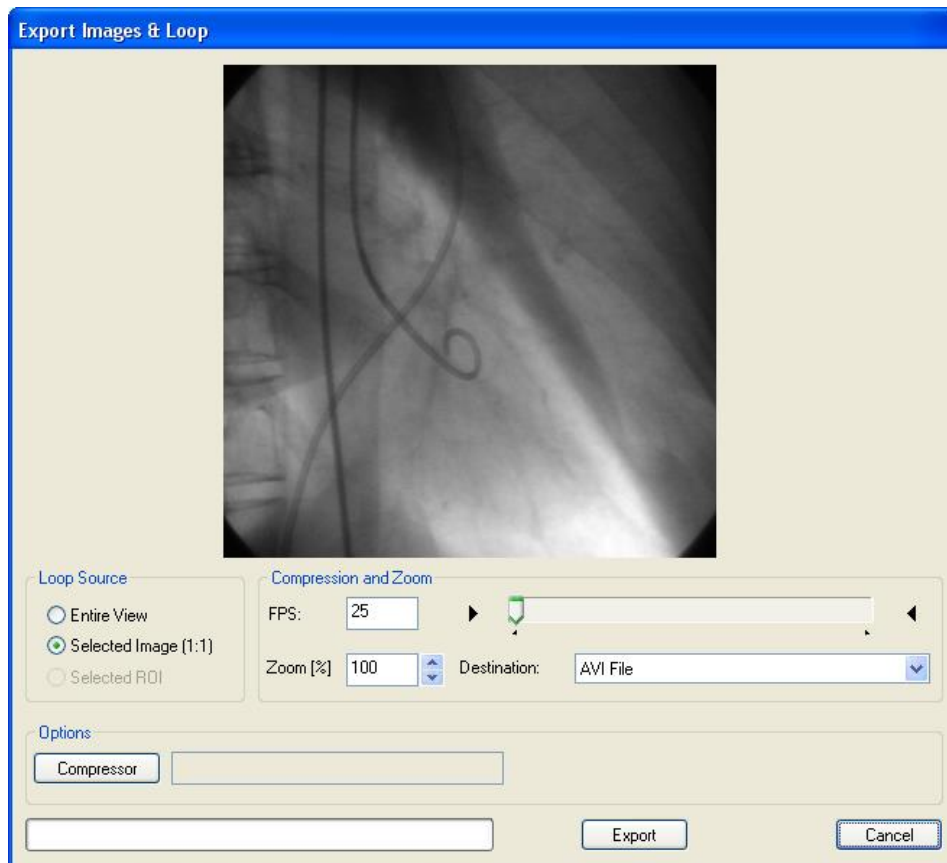 Export Images & Loop
Loop Source
Entire View
Selected Image (1:1)
Selected ROI
Compression and Zoom
FPS: 25
Zoom [%] 100 Destination: AVI File
Options
Compressor
Export Cancel